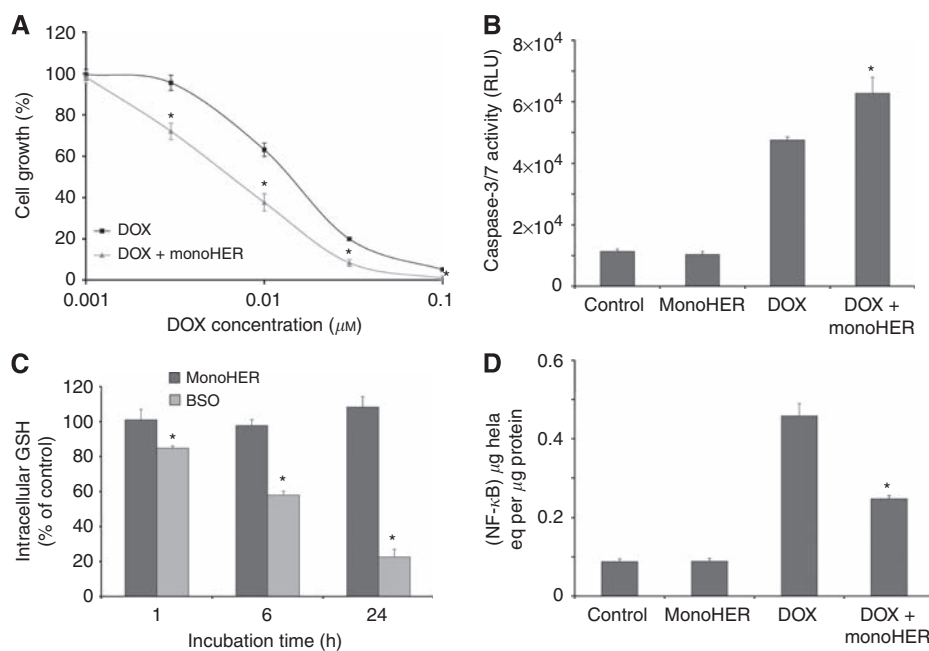 A
120
100
80
60
40
20
0
Cell growth (%)
*
*
*
*
DOX
DOX + monoHER
0.001
0.01
0.1
DOX concentration (μM)
B
8×10⁴
6×10⁴
4×10⁴
2×10⁴
0
Caspase-3/7 activity (RLU)
*
Control
MonoHER
DOX
DOX +
monoHER
C
120
100
80
60
40
20
0
Intracellular GSH
(% of control)
MonoHER
BSO
*
*
*
1
6
24
Incubation time (h)
D
0.6
0.4
0.2
0
(NF-κB) μg hela
eq per μg protein
*
Control
MonoHER
DOX
DOX +
monoHER